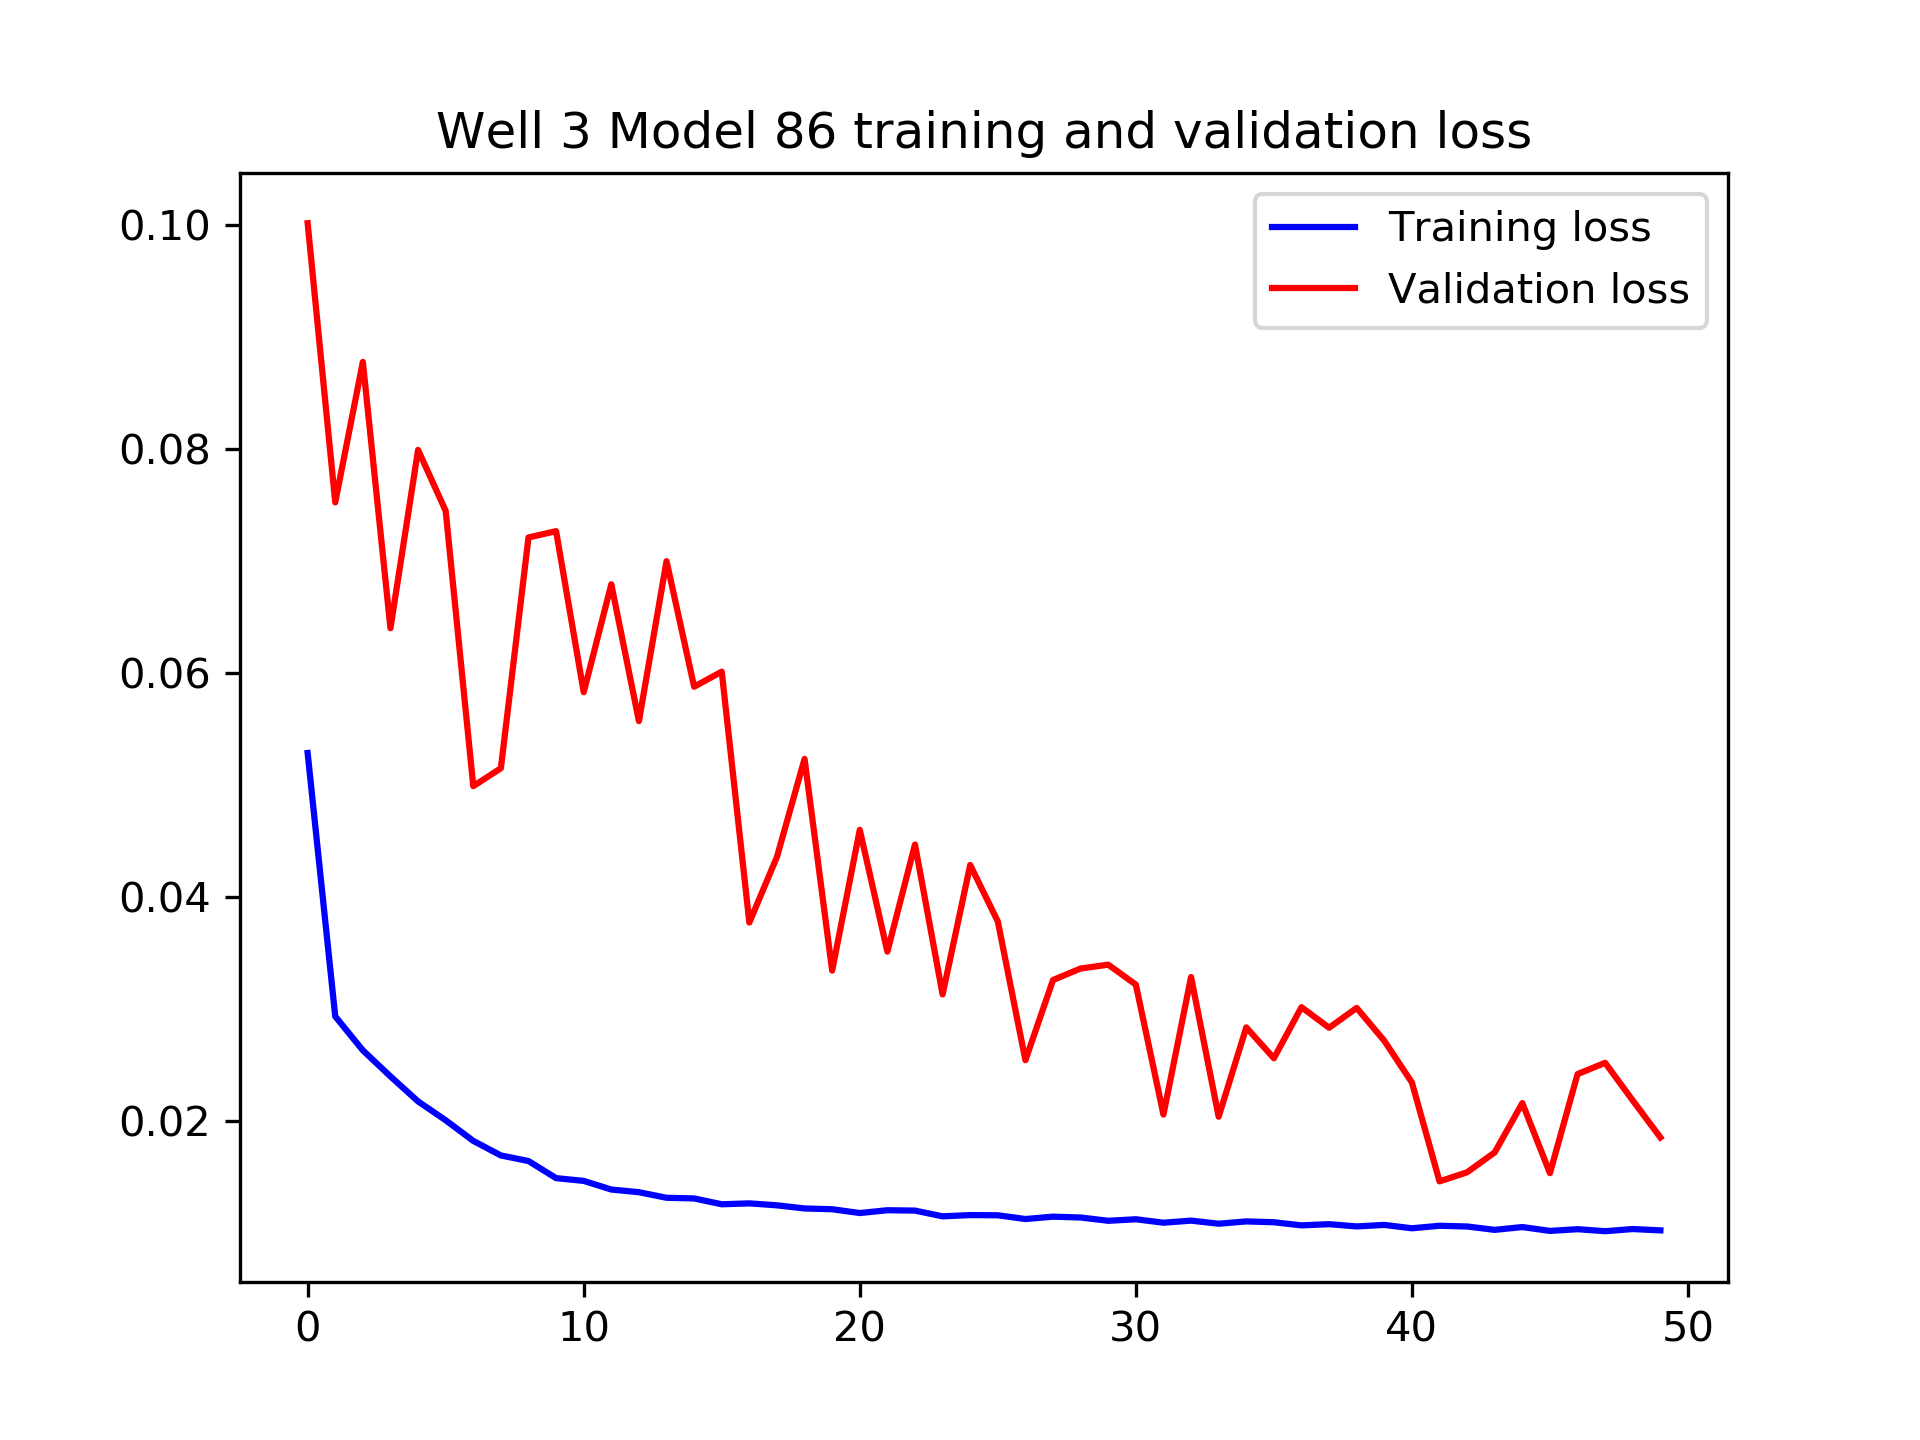 Well 3 Model 86 training and validation loss
Training loss
Validation loss
0.10
0.08
0.06
0.04
0.02
0 10 20 30 40 50